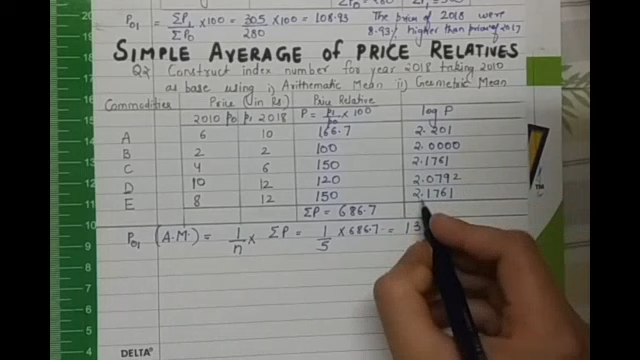 P₀₁ = ΣP₁/ΣP₀ × 100 = 305/280 × 100 = 108.93 The price of 2018 were
8.93% higher than price of 2017
SIMPLE AVERAGE OF PRICE RELATIVES
Q2 Construct index number for year 2018 taking 2010
as base using i) Arithematic Mean ii) Geometric Mean
Commodities Price (in Rs) Price Relative log P
2010 p₀ p₁ 2018 P = p₁/p₀ × 100
A 6 10 166.7 2.201
B 2 2 100 2.0000
C 4 6 150 2.1761
D 10 12 120 2.0792
E 8 12 150 2.1761
ΣP = 686.7
P₀₁ (A.M.) = 1/n × ΣP = 1/5 × 686.7 = 13
DELTA